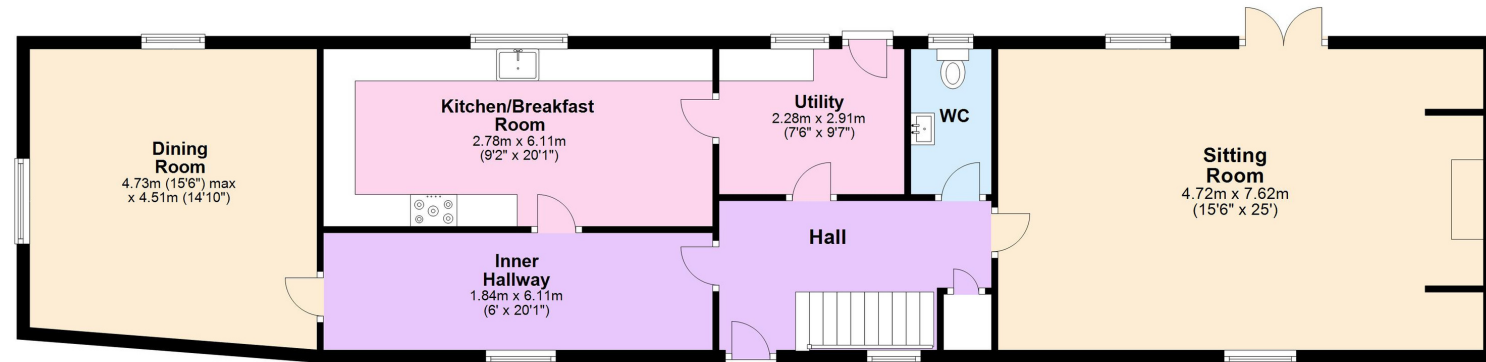 Dining
Room
4.73m (15'6") max
x 4.51m (14'10")
Kitchen/Breakfast
Room
2.78m x 6.11m
(9'2" x 20'1")
Utility
2.28m x 2.91m
(7'6" x 9'7")
WC
Sitting
Room
4.72m x 7.62m
(15'6" x 25')
Hall
Inner
Hallway
1.84m x 6.11m
(6' x 20'1")